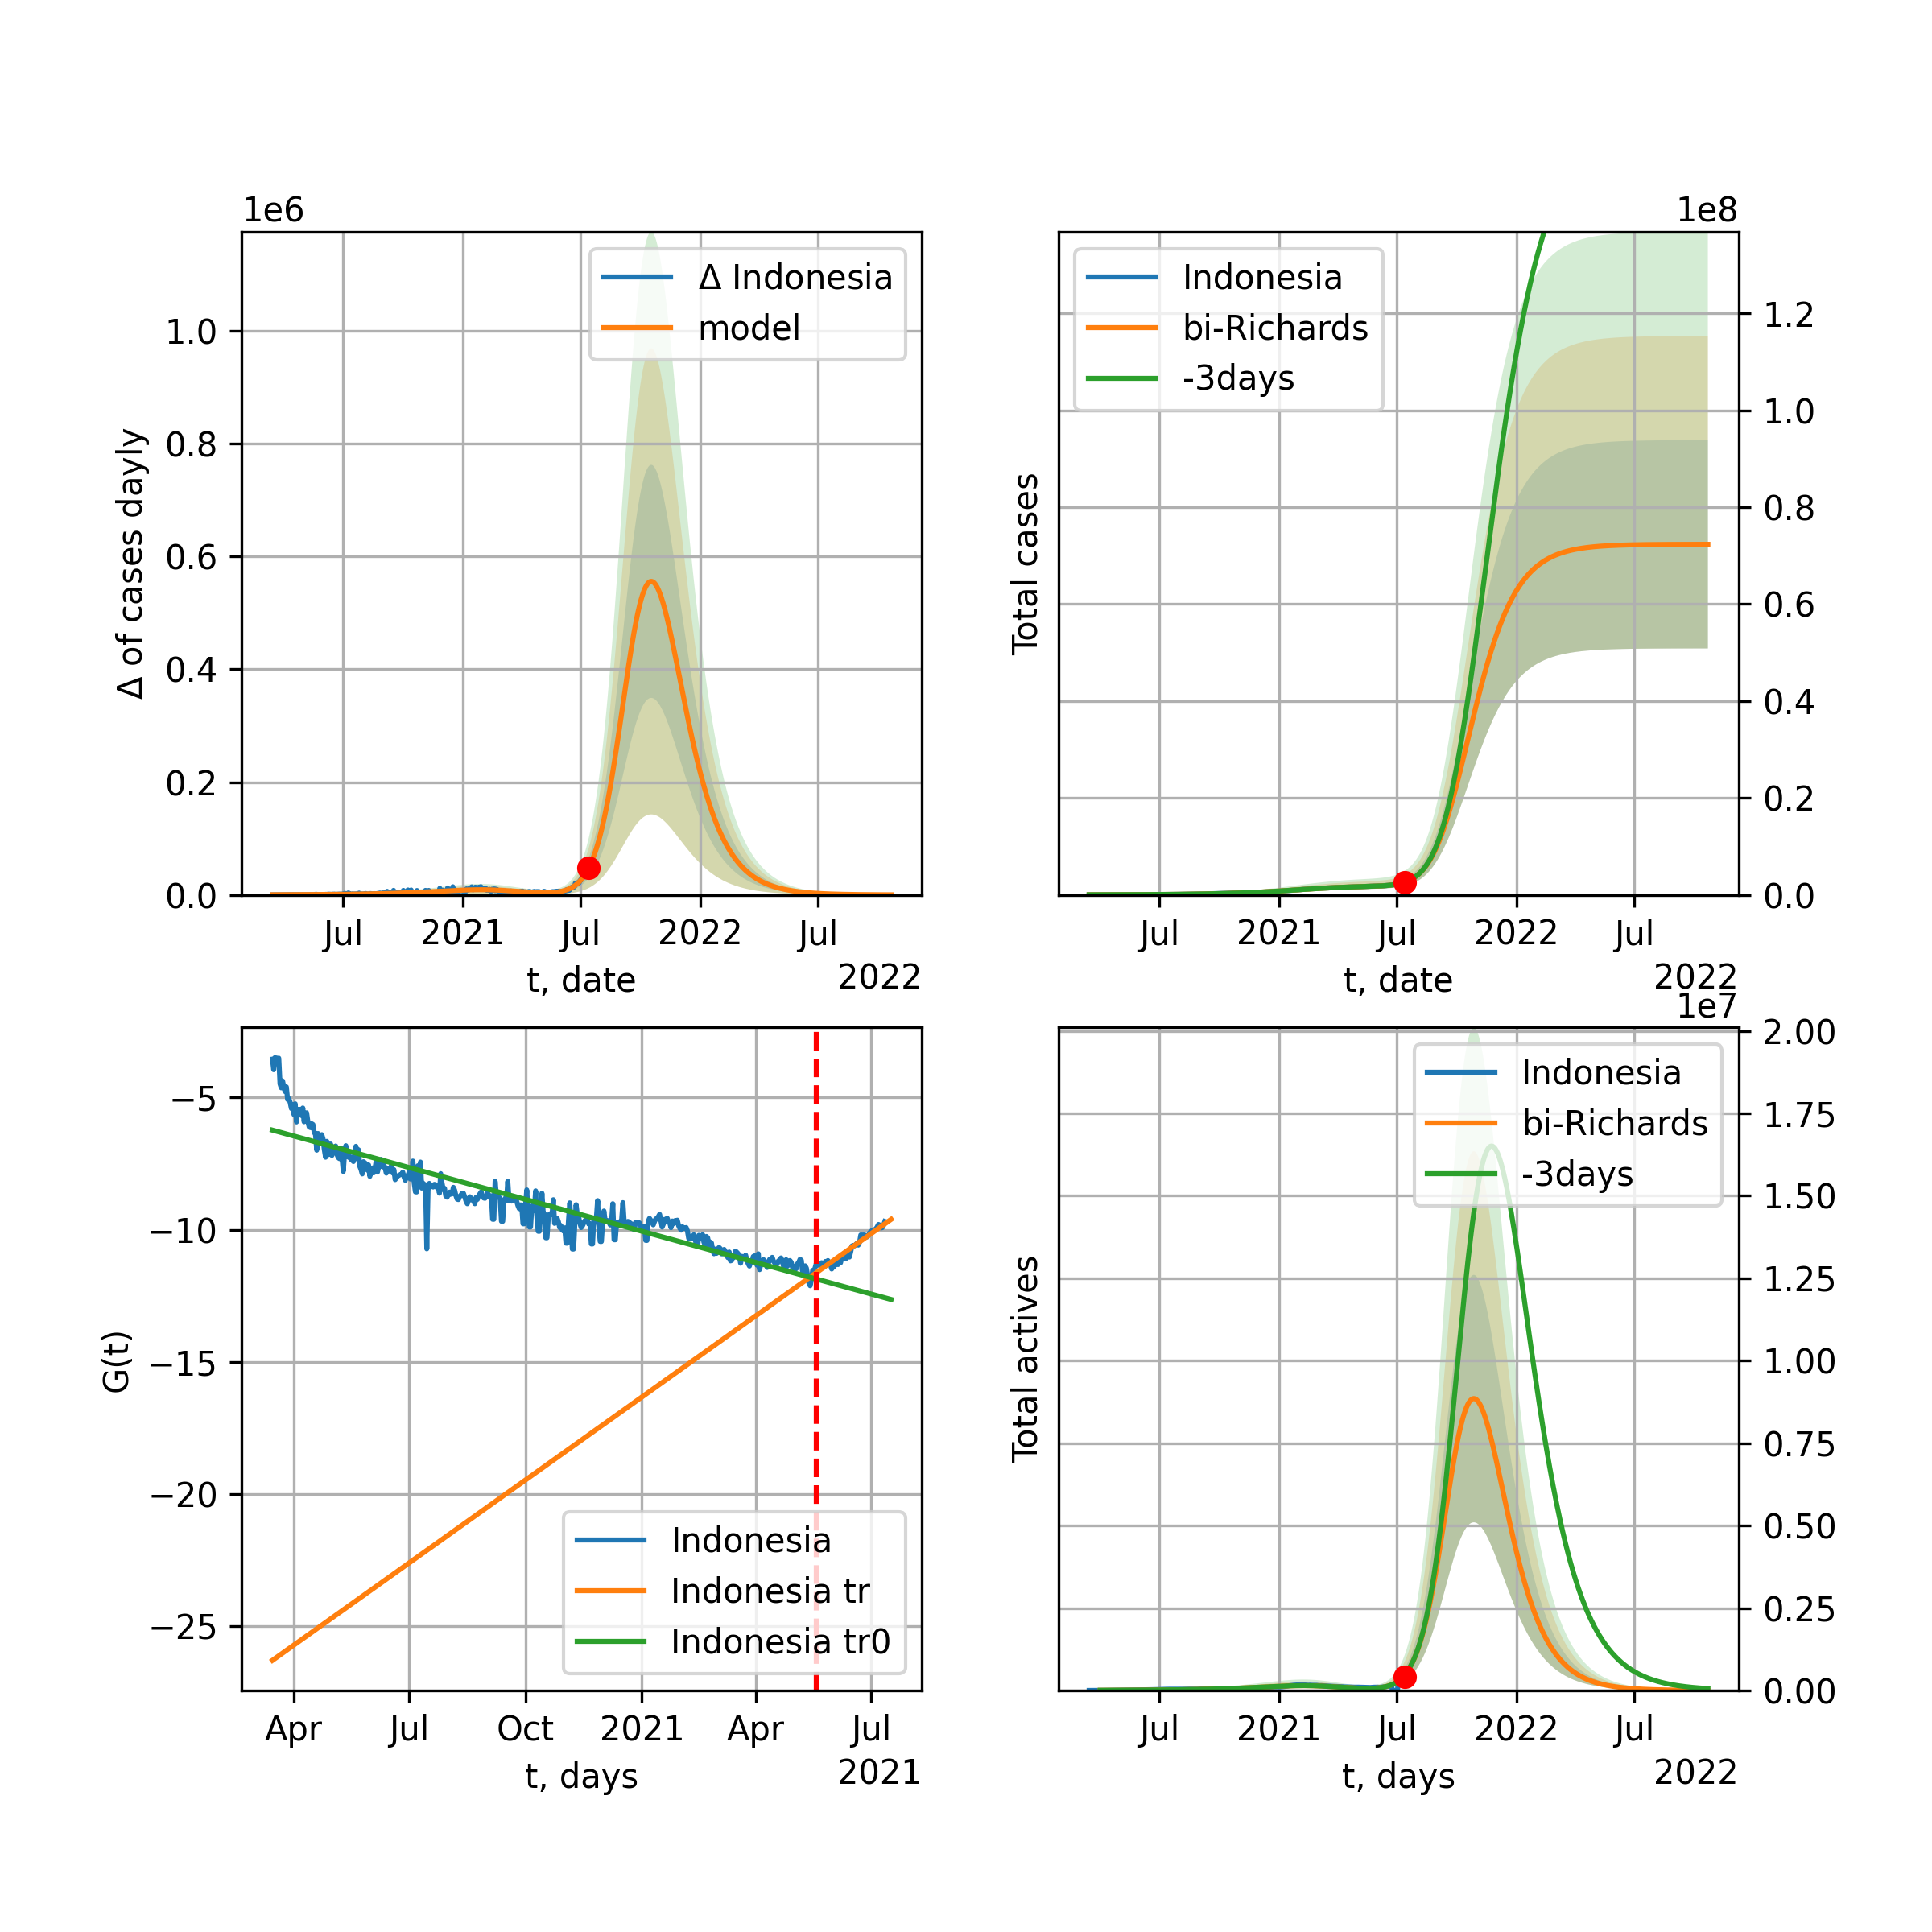 1e6
Δ of cases dayly
1.0
0.8
0.6
0.4
0.2
0.0
Δ Indonesia
model
Jul 2021 Jul 2022 Jul
t, date
2022
1e8
Total cases
Indonesia
bi-Richards
-3days
1.2
1.0
0.8
0.6
0.4
0.2
0.0
Jul 2021 Jul 2022 Jul
t, date
2022
G(t)
−5
−10
−15
−20
−25
Indonesia
Indonesia tr
Indonesia tr0
Apr Jul Oct 2021 Apr Jul
t, days
2021
1e7
Total actives
Indonesia
bi-Richards
-3days
2.00
1.75
1.50
1.25
1.00
0.75
0.50
0.25
0.00
Jul 2021 Jul 2022 Jul
t, days
2022